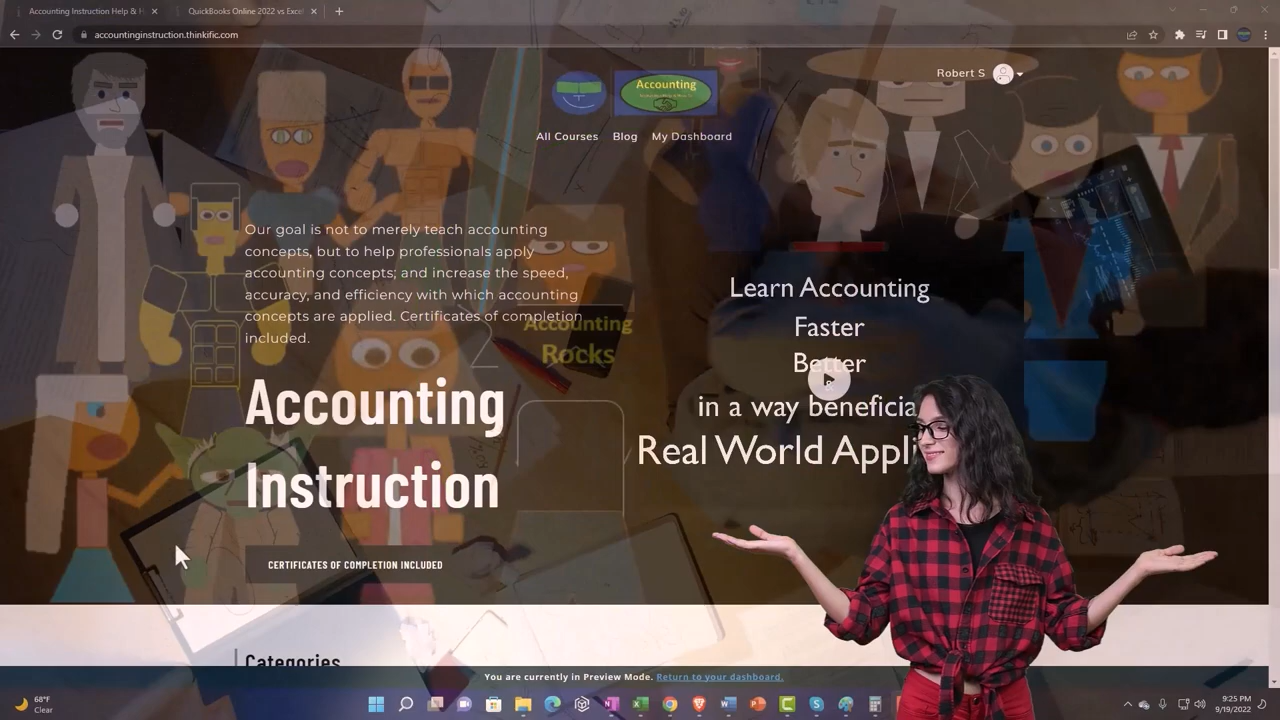 Accounting Instruction Help & H
QuickBooks Online 2022 vs Excel
accountinginstruction.thinkific.com
Robert S
Accounting
All Courses Blog My Dashboard
Our goal is not to merely teach accounting
concepts, but to help professionals apply
accounting concepts; and increase the speed,
accuracy, and efficiency with which accounting
concepts are applied. Certificates of completion
included.
Accounting
Rocks
Learn Accounting
Faster
Better
&
in a way beneficia
Real World Appli
Accounting
Instruction
CERTIFICATES OF COMPLETION INCLUDED
Categories
You are currently in Preview Mode. Return to your dashboard.
68°F
Clear
9:25 PM
9/19/2022